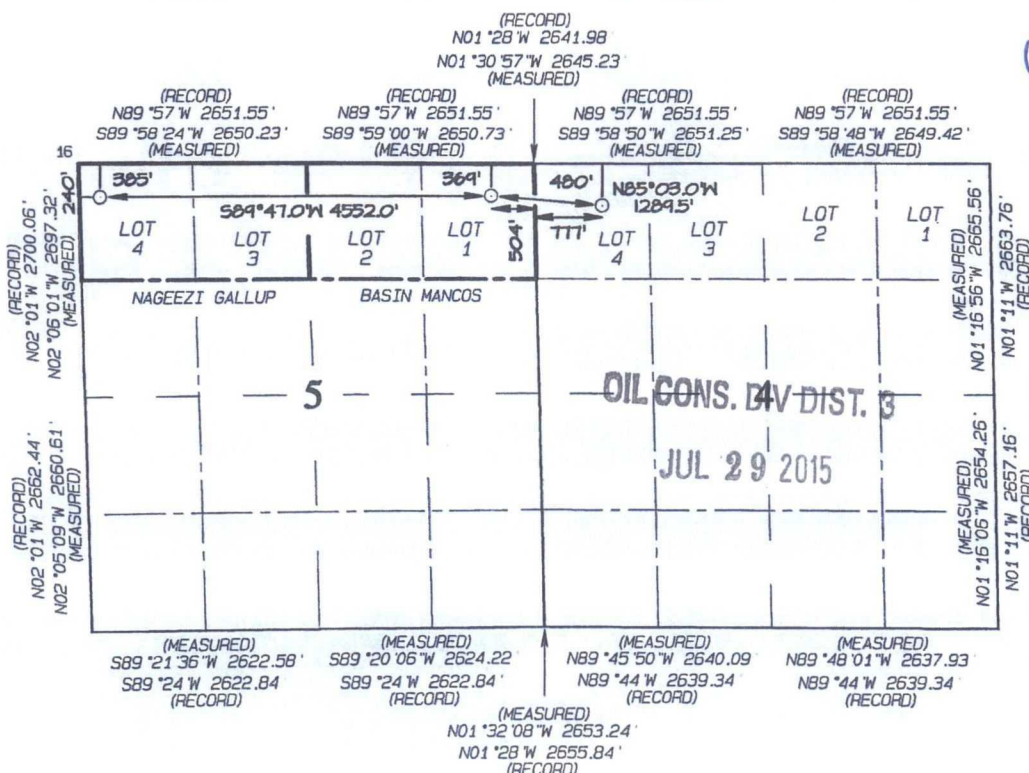 (RECORD)
N01°28'W 2641.98
N01°30'57"W 2645.23'
(MEASURED)
(RECORD)
N89°57'W 2651.55'
S89°58'24"W 2650.23'
(MEASURED)
(RECORD)
N89°57'W 2651.55'
S89°59'00"W 2650.73'
(MEASURED)
(RECORD)
N89°57'W 2651.55'
S89°58'50"W 2651.25'
(MEASURED)
(RECORD)
N89°57'W 2651.55'
S89°58'48"W 2649.42'
(MEASURED)
16
240'
385'
369'
480'
N85°03.0'W
1289.5'
S89°47.0'W 4552.0'
504'
777'
LOT
4
LOT
3
LOT
2
LOT
1
LOT
4
LOT
3
LOT
2
LOT
1
NAGEEZI GALLUP
BASIN MANCOS
(RECORD)
N02°01'W 2700.06'
N02°06'01"W 2697.32'
(MEASURED)
(MEASURED)
N01°16'56"W 2665.56'
N01°11'W 2663.76'
(RECORD)
5
4
OIL CONS. DIV DIST. 3
JUL 29 2015
(RECORD)
N02°01'W 2662.44'
N02°05'09"W 2660.61'
(MEASURED)
(MEASURED)
N01°16'06"W 2654.26'
N01°11'W 2657.16'
(RECORD)
(MEASURED)
S89°21'36"W 2622.58'
S89°24'W 2622.84
(RECORD)
(MEASURED)
S89°20'06"W 2624.22'
S89°24'W 2622.84'
(RECORD)
(MEASURED)
N89°45'50"W 2640.09'
N89°44'W 2639.34
(RECORD)
(MEASURED)
N89°48'01"W 2637.93'
N89°44'W 2639.34'
(RECORD)
(MEASURED)
N01°32'08"W 2653.24'
N01°28'W 2655.84'
(RECORD)